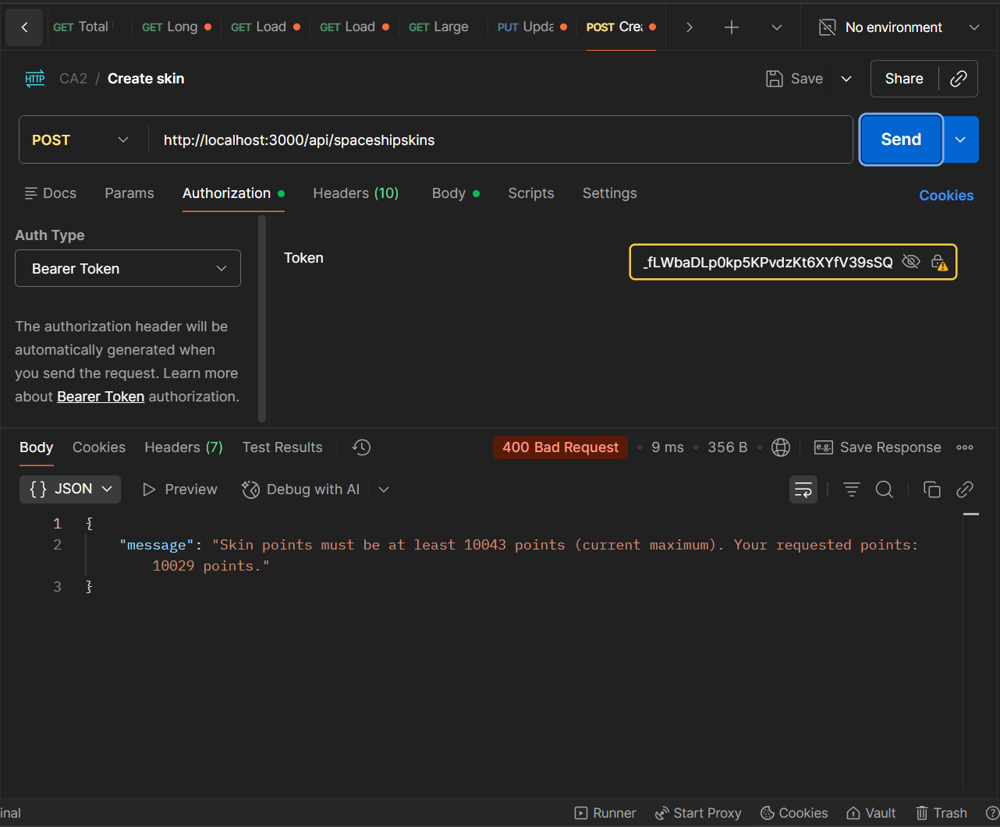 GET Total GET Long GET Load GET Load GET Large PUT Upda POST Crea No environment
HTTP CA2 / Create skin Save Share
POST http://localhost:3000/api/spaceshipskins Send
Docs Params Authorization Headers (10) Body Scripts Settings Cookies
Auth Type
Bearer Token
Token _fLWbaDLp0kp5KPvdzKt6XYfV39sSQ
The authorization header will be
automatically generated when
you send the request. Learn more
about Bearer Token authorization.
Body Cookies Headers (7) Test Results 400 Bad Request • 9 ms • 356 B • e.g. Save Response
{} JSON Preview Debug with AI
1 {
2 "message": "Skin points must be at least 10043 points (current maximum). Your requested points:
10029 points."
3 }
inal Runner Start Proxy Cookies Vault Trash